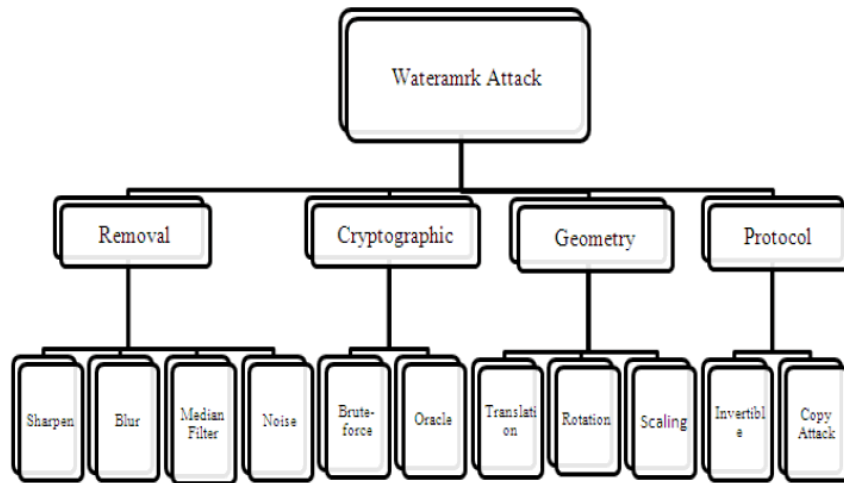 Wateramrk Attack
Removal
Cryptographic
Geometry
Protocol
Sharpen
Blur
Median
Filter
Noise
Brute-
force
Oracle
Translati
on
Rotation
Scaling
Invertibl
e
Copy
Attack